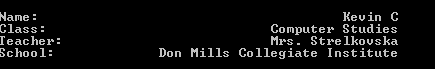 Name: Kevin C
Class: Computer Studies
Teacher: Mrs. Strelkovska
School: Don Mills Collegiate Institute